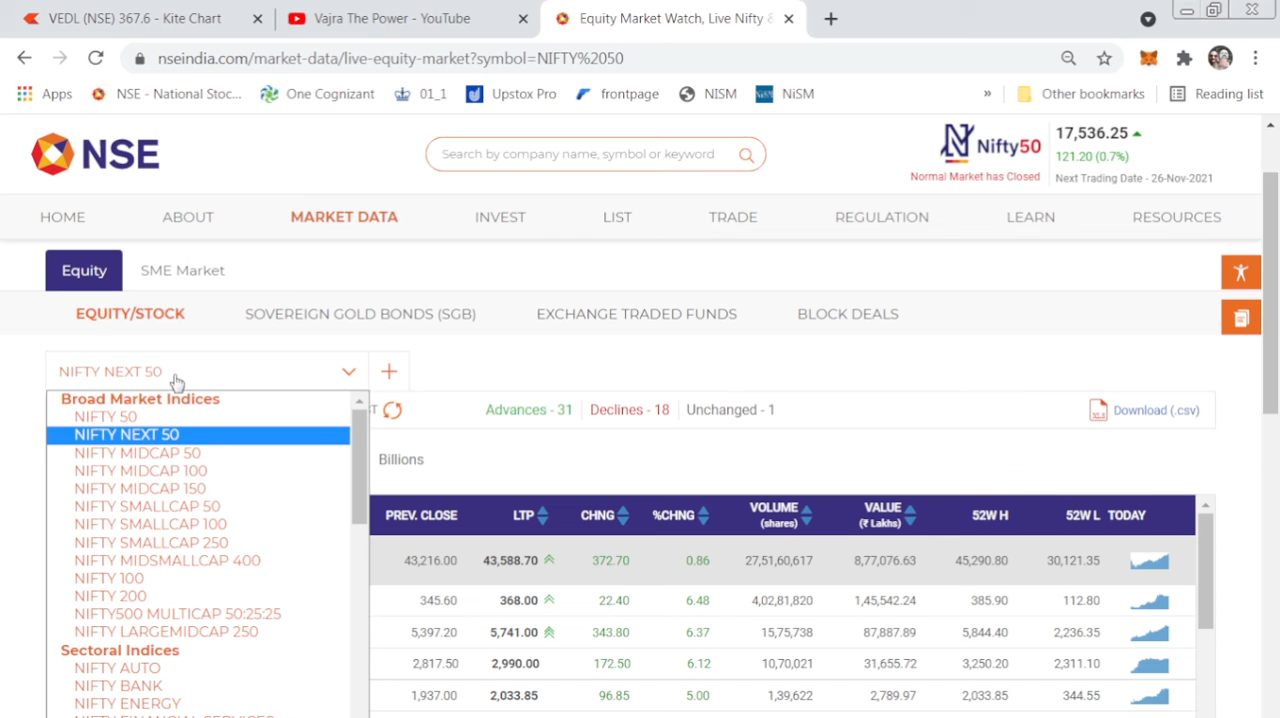 VEDL (NSE) 367.6 - Kite Chart
Vajra The Power - YouTube
Equity Market Watch, Live Nifty &
nseindia.com/market-data/live-equity-market?symbol=NIFTY%2050
Apps NSE - National Stoc... One Cognizant 01_1 Upstox Pro frontpage NISM NiSM » Other bookmarks Reading list
NSE
Search by company name, symbol or keyword
Nifty50
Normal Market has Closed
17,536.25
121.20 (0.7%)
Next Trading Date - 26-Nov-2021
HOME ABOUT MARKET DATA INVEST LIST TRADE REGULATION LEARN RESOURCES
Equity SME Market
EQUITY/STOCK SOVEREIGN GOLD BONDS (SGB) EXCHANGE TRADED FUNDS BLOCK DEALS
NIFTY NEXT 50
Broad Market Indices
NIFTY 50
NIFTY NEXT 50
NIFTY MIDCAP 50
NIFTY MIDCAP 100
NIFTY MIDCAP 150
NIFTY SMALLCAP 50
NIFTY SMALLCAP 100
NIFTY SMALLCAP 250
NIFTY MIDSMALLCAP 400
NIFTY 100
NIFTY 200
NIFTY500 MULTICAP 50:25:25
NIFTY LARGEMIDCAP 250
Sectoral Indices
NIFTY AUTO
NIFTY BANK
NIFTY ENERGY
Advances - 31 Declines - 18 Unchanged - 1 Download (.csv)
Billions
PREV. CLOSE LTP CHNG %CHNG VOLUME (shares) VALUE (₹ Lakhs) 52W H 52W L TODAY
43,216.00 43,588.70 372.70 0.86 27,51,60,617 8,77,076.63 45,290.80 30,121.35
345.60 368.00 22.40 6.48 4,02,81,820 1,45,542.24 385.90 112.80
5,397.20 5,741.00 343.80 6.37 15,75,738 87,887.89 5,844.40 2,236.35
2,817.50 2,990.00 172.50 6.12 10,70,021 31,655.72 3,250.20 2,311.10
1,937.00 2,033.85 96.85 5.00 1,39,622 2,789.97 2,033.85 344.55